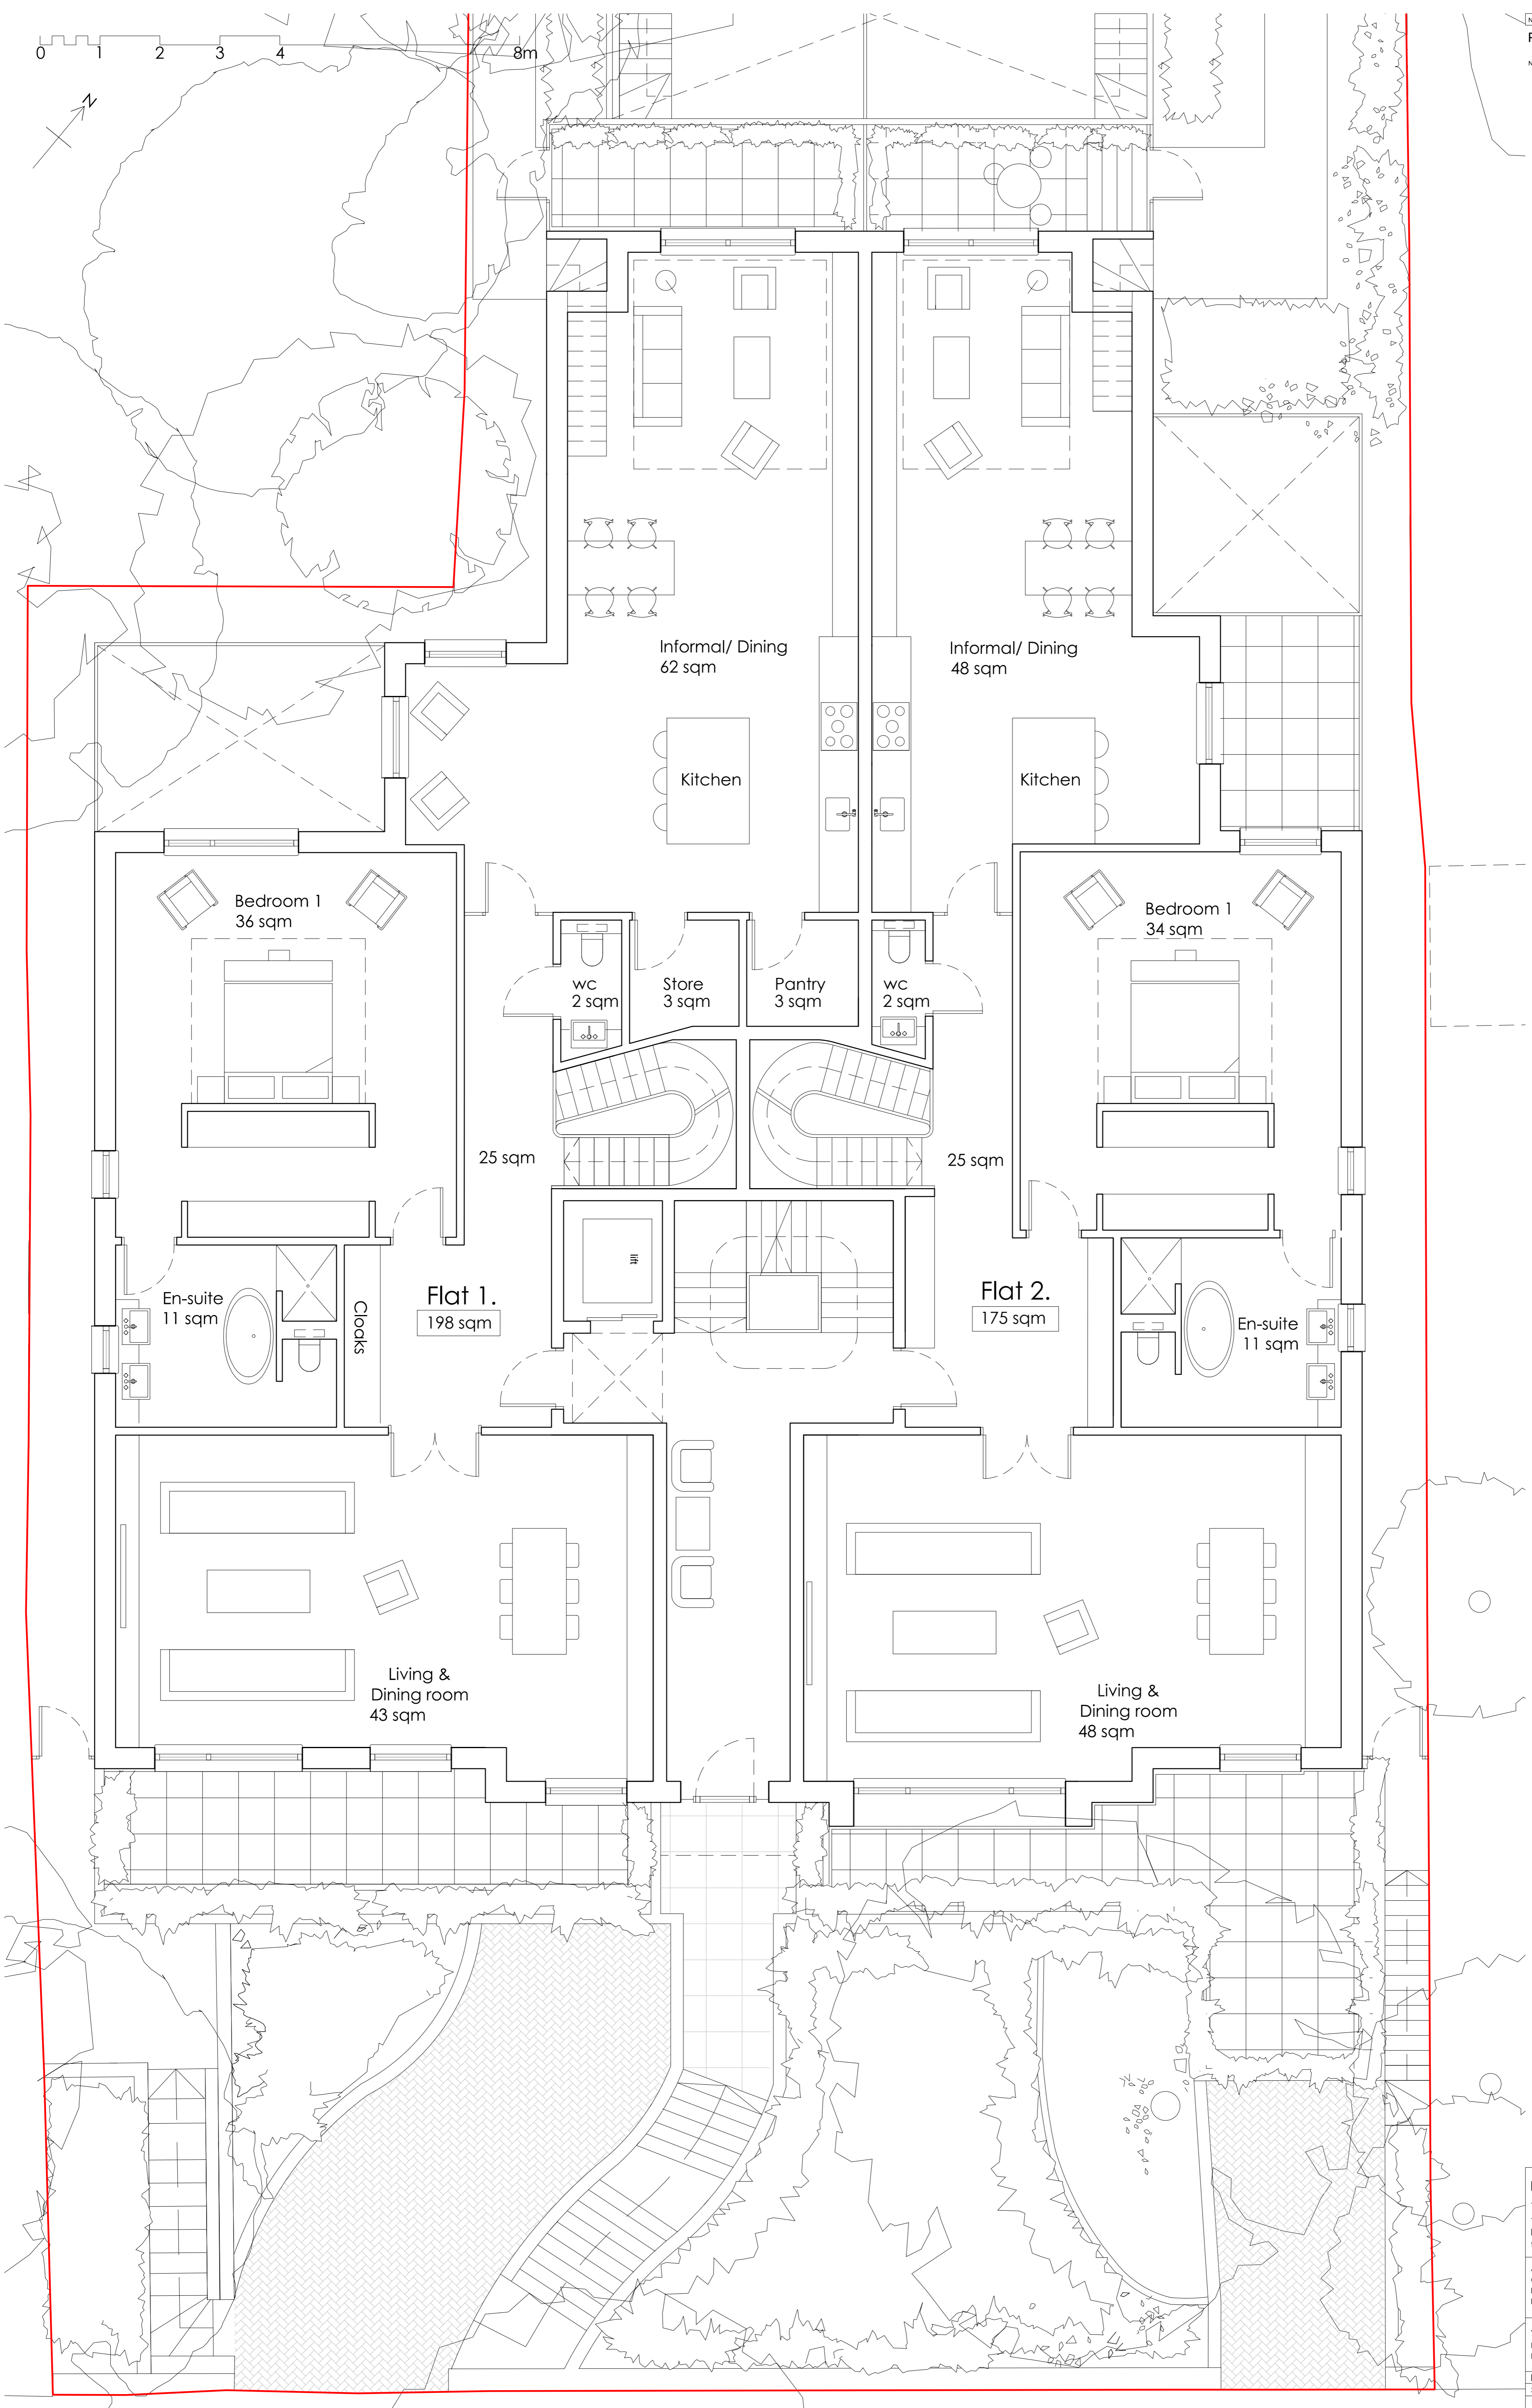 0 1 2 3 4 8m
N
Informal/ Dining
62 sqm
Informal/ Dining
48 sqm
Kitchen
Kitchen
Bedroom 1
36 sqm
Bedroom 1
34 sqm
wc
2 sqm
Store
3 sqm
Pantry
3 sqm
wc
2 sqm
25 sqm
25 sqm
lift
Flat 1.
198 sqm
Flat 2.
175 sqm
En-suite
11 sqm
Cloaks
En-suite
11 sqm
Living &
Dining room
43 sqm
Living &
Dining room
48 sqm